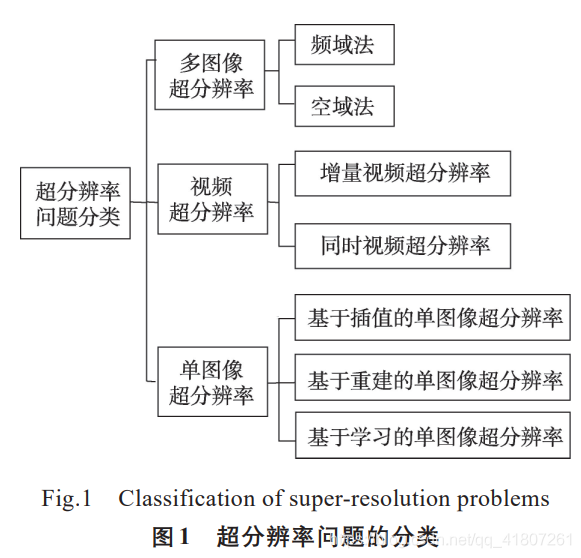 多图像
超分辨率
频域法
空域法
超分辨率
问题分类
视频
超分辨率
增量视频超分辨率
同时视频超分辨率
单图像
超分辨率
基于插值的单图像超分辨率
基于重建的单图像超分辨率
基于学习的单图像超分辨率
Fig.1 Classification of super-resolution problems
图1 超分辨率问题的分类
net/qq_41807261